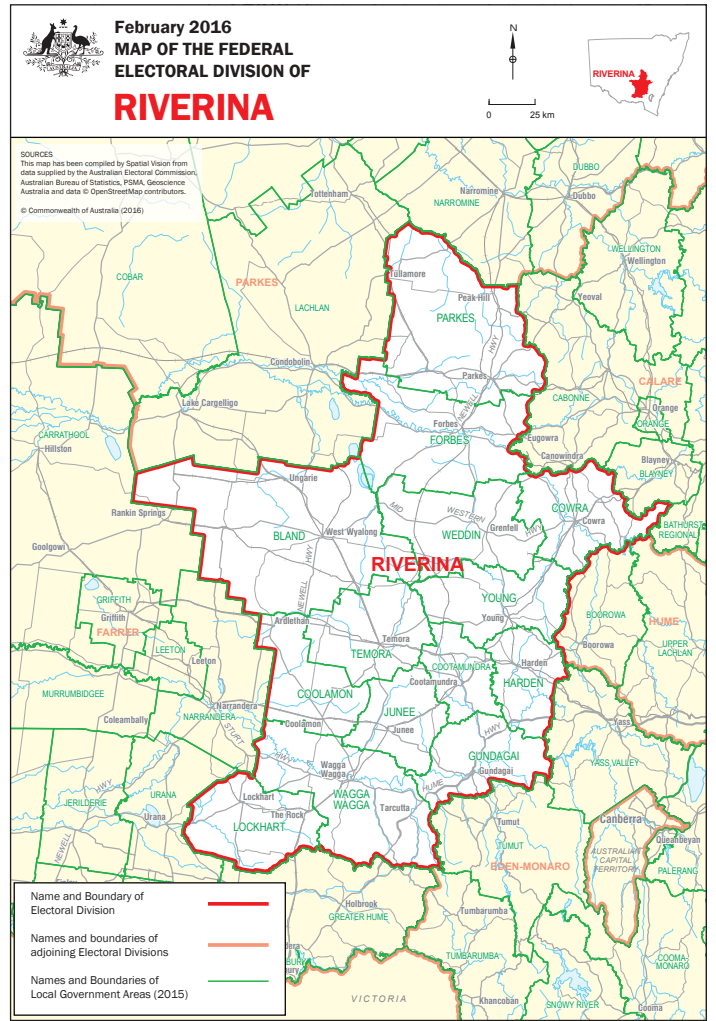 February 2016
MAP OF THE FEDERAL
ELECTORAL DIVISION OF
RIVERINA
N
0 25 km
RIVERINA
SOURCES
This map has been compiled by Spatial Vision from
data supplied by the Australian Electoral Commission,
Australian Bureau of Statistics, PSMA, Geoscience
Australia and data © OpenStreetMap contributors.
© Commonwealth of Australia (2016)
DUBBO
Tottenham
Narromine
NARROMINE
Dubbo
WELLINGTON
Wellington
COBAR
PARKES
Tullamore
LACHLAN
Peak Hill
Yeoval
PARKES
HWY
Condobolin
Parkes
CALARE
Lake Cargelligo
CABONNE
Orange
NEWELL
ORANGE
Forbes
FORBES
CARRATHOOL
Hillston
Eugowra
Canowindra
Blayney
BLAYNEY
Ungarie
Rankin Springs
MID
WESTERN
HWY
COWRA
Cowra
BATHURST
REGIONAL
BLAND
West Wyalong
WEDDIN
Grenfell
Goolgowi
HWY
RIVERINA
NEWELL
YOUNG
GRIFFITH
Griffith
FARRER
Ardlethan
Young
BOOROWA
HUME
Boorowa
UPPER
LACHLAN
LEETON
Leeton
Temora
TEMORA
COOTAMUNDRA
Cootamundra
Harden
HARDEN
MURRUMBIDGEE
COOLAMON
Coleambally
Narrandera
NARRANDERA
STURT
JUNEE
Coolamon
Junee
Yass
HWY
HWY
GUNDAGAI
Gundagai
YASS VALLEY
Wagga
Wagga
HWY
HUME
JERILDERIE
URANA
Urana
Lockhart
The Rock
LOCKHART
WAGGA
WAGGA
Tarcutta
NEWELL
Tumut
TUMUT
Canberra
Queanbeyan
AUSTRALIAN
CAPITAL
TERRITORY
EDEN-MONARO
PALERANG
Name and Boundary of
Electoral Division
Names and boundaries of
adjoining Electoral Divisions
Names and Boundaries of
Local Government Areas (2015)
Holbrook
GREATER HUME
Tumbarumba
TUMBARUMBA
COOMA-
MONARO
VICTORIA
Khancoban
SNOWY RIVER
Cooma